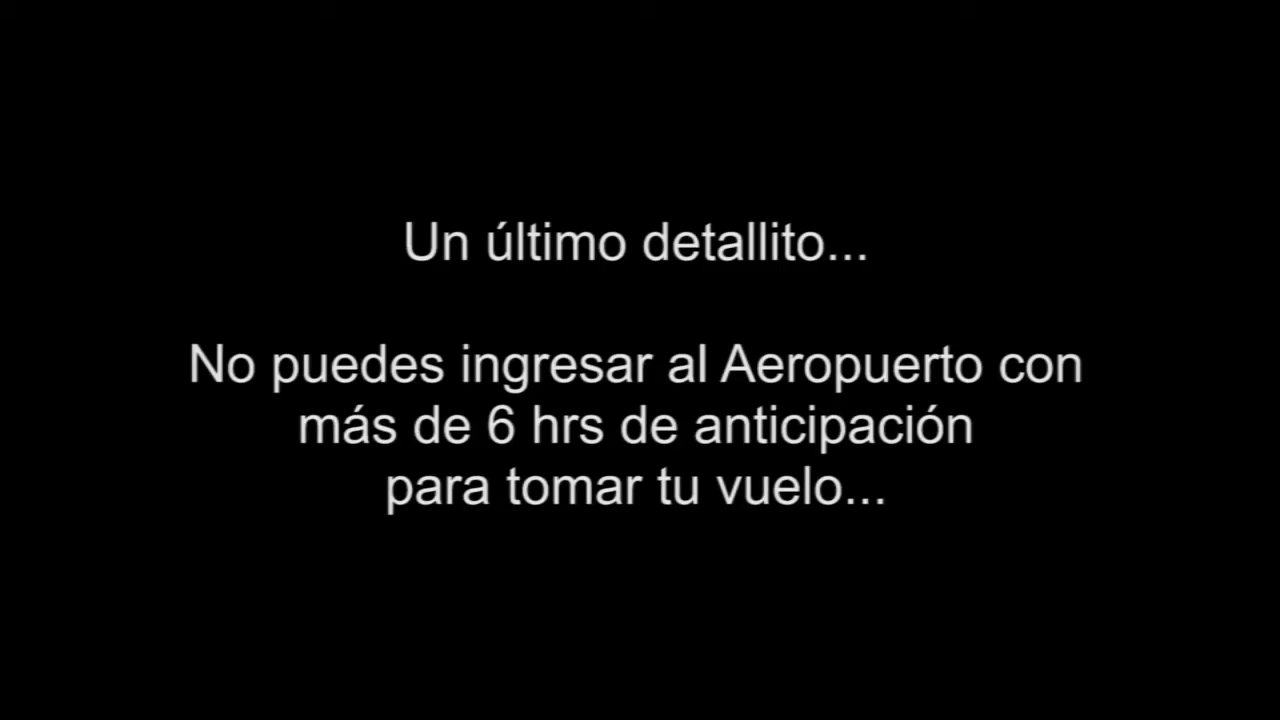 Un último detallito...
No puedes ingresar al Aeropuerto con
más de 6 hrs de anticipación
para tomar tu vuelo...